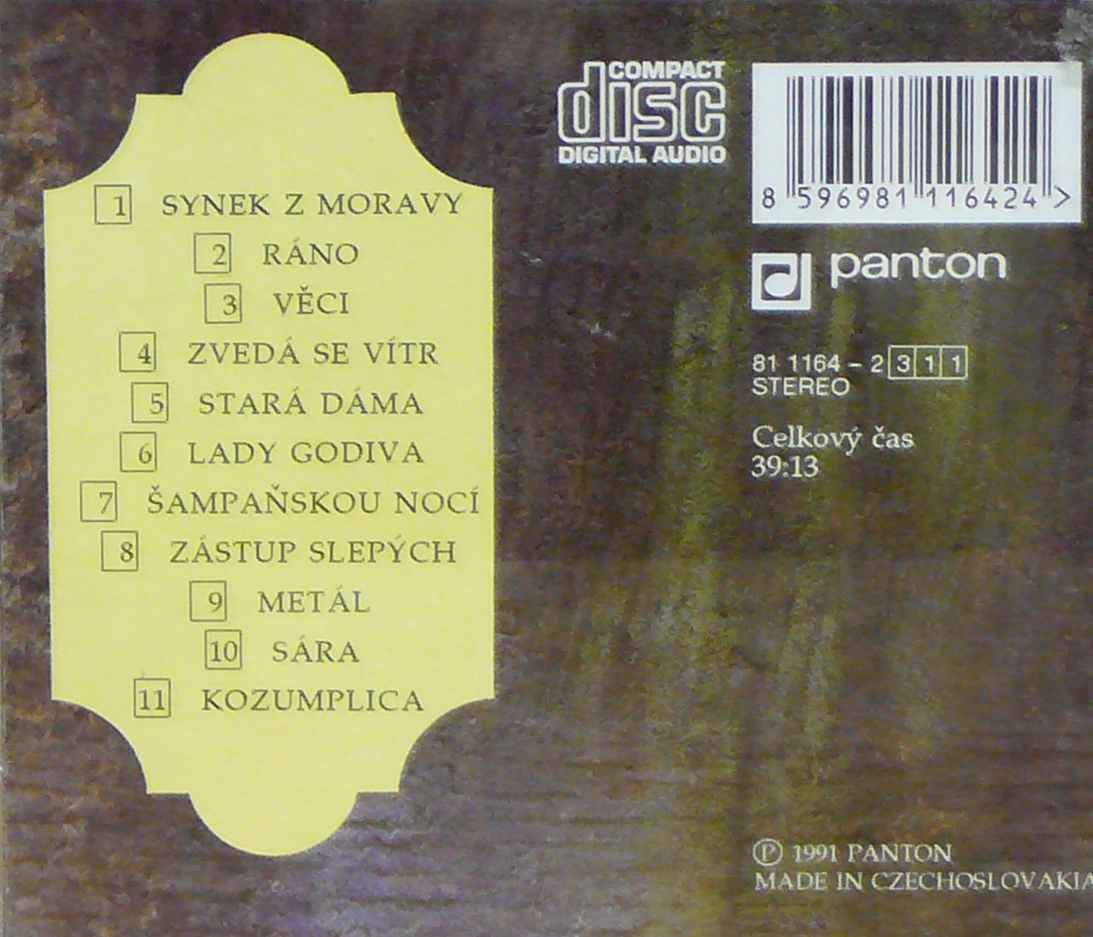 1 SYNEK Z MORAVY
2 RÁNO
3 VĚCI
4 ZVEDÁ SE VÍTR
5 STARÁ DÁMA
6 LADY GODIVA
7 ŠAMPAŇSKOU NOCÍ
8 ZÁSTUP SLEPÝCH
9 METÁL
10 SÁRA
11 KOZUMPLICA
COMPACT
disc
DIGITAL AUDIO
8 596981 116424 >
panton
81 1164 – 2 3 1 1
STEREO
Celkový čas
39:13
℗ 1991 PANTON
MADE IN CZECHOSLOVAKIA